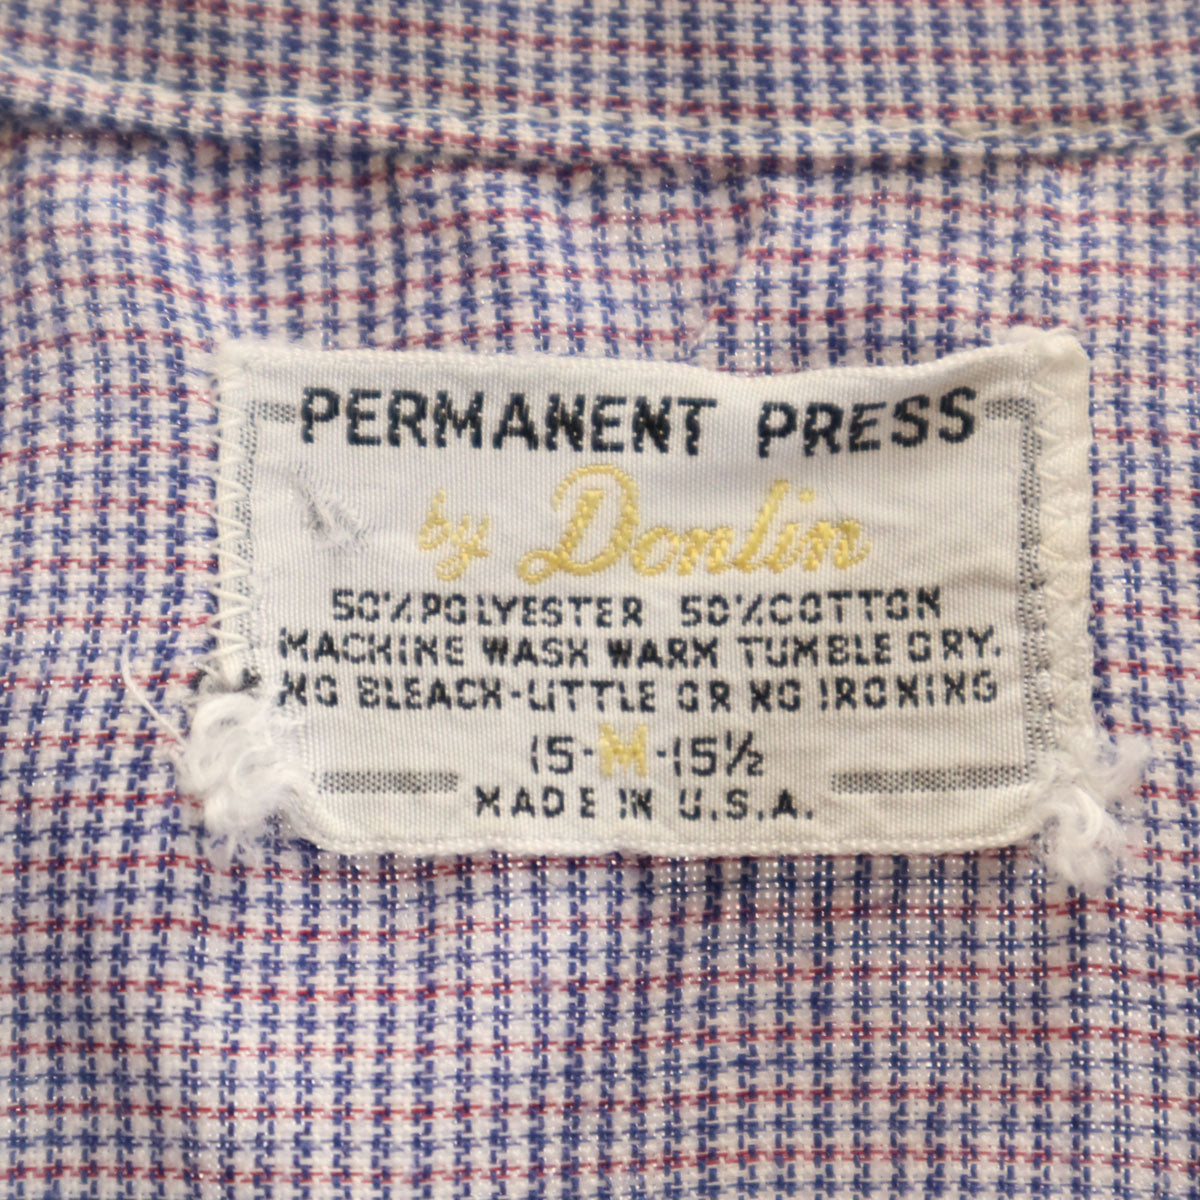 PERMANENT PRESS
by Donlin
50% POLYESTER 50% COTTON
MACHINE WASH WARM TUMBLE DRY.
NO BLEACH-LITTLE OR NO IRONING
15-M-15½
MADE IN U.S.A.